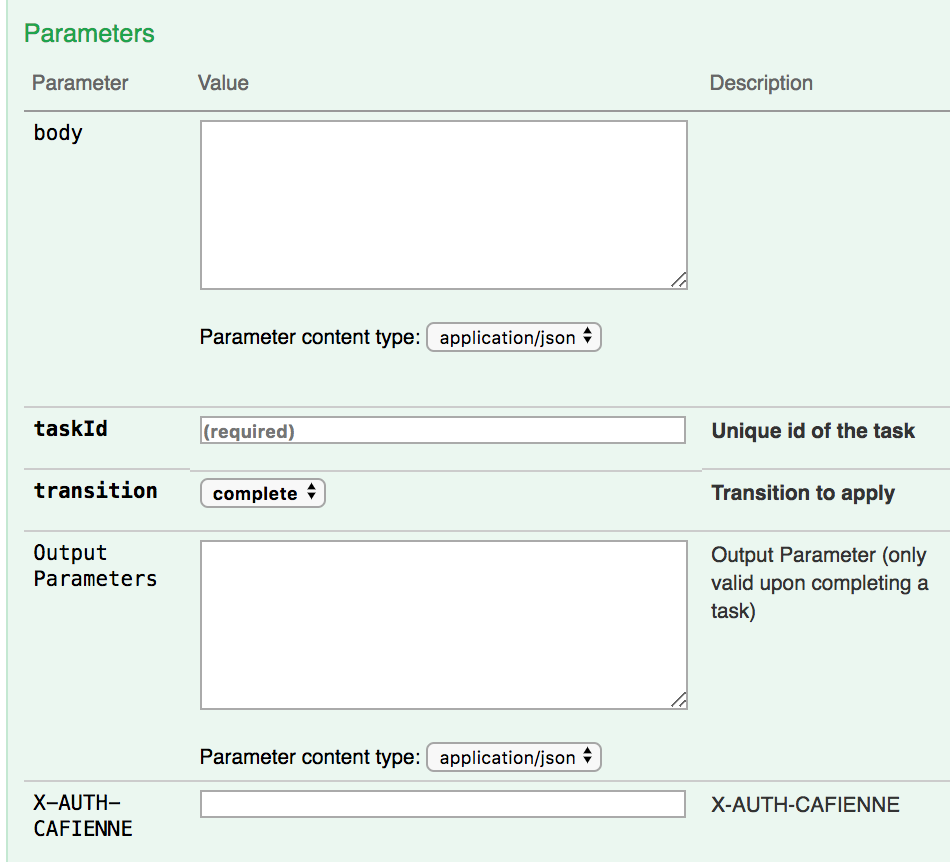 Parameters
Parameter Value Description
body
Parameter content type: application/json
taskId (required) Unique id of the task
transition complete Transition to apply
Output Parameters
Output Parameter (only valid upon completing a task)
Parameter content type: application/json
X-AUTH-CAFIENNE
X-AUTH-CAFIENNE